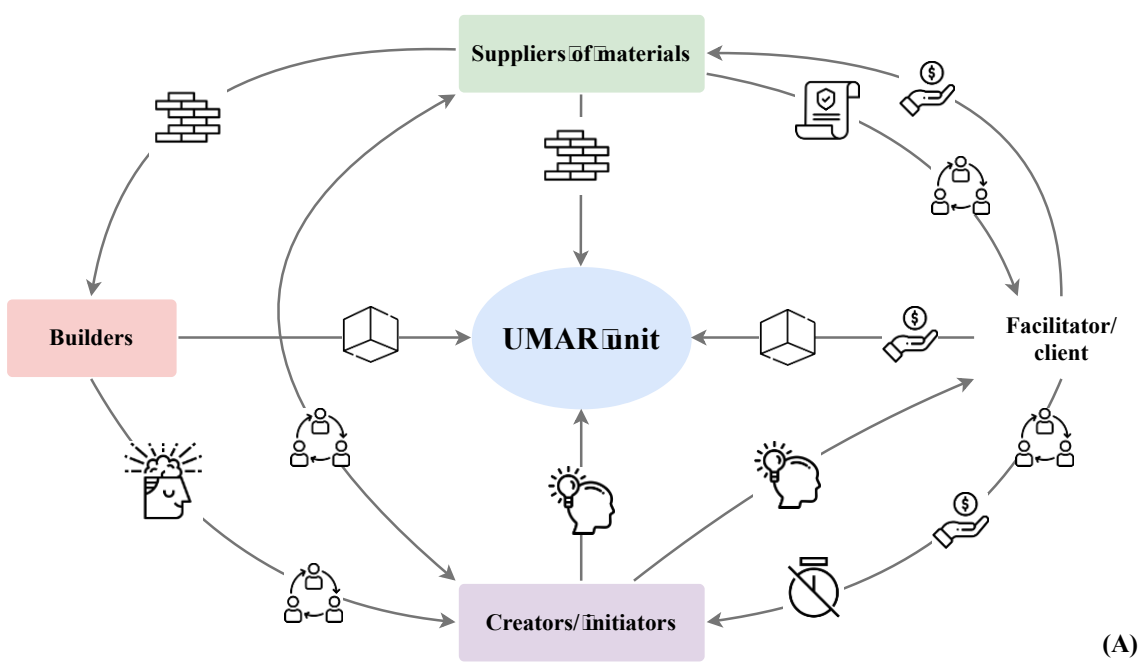 Suppliers of materials
$
Builders
UMAR unit
$
Facilitator/
client
$
Creators/ initiators
(A)